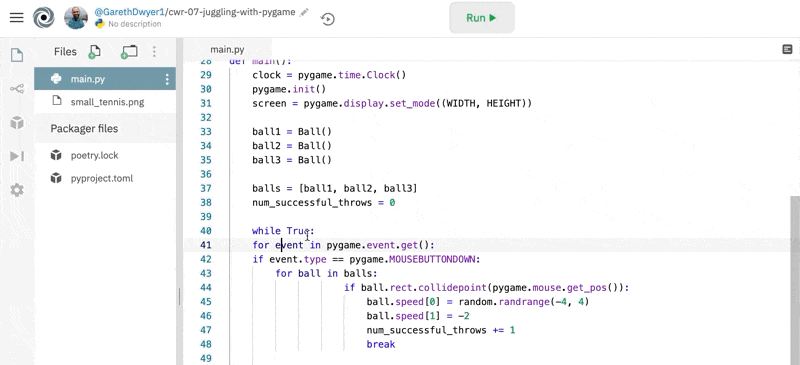 @GarethDwyer1/cwr-07-juggling-with-pygame
No description
Run
Files
main.py
small_tennis.png
Packager files
poetry.lock
pyproject.toml
main.py
28 def main():
29 clock = pygame.time.Clock()
30 pygame.init()
31 screen = pygame.display.set_mode((WIDTH, HEIGHT))
32
33 ball1 = Ball()
34 ball2 = Ball()
35 ball3 = Ball()
36
37 balls = [ball1, ball2, ball3]
38 num_successful_throws = 0
39
40 while True:
41 for event in pygame.event.get():
42 if event.type == pygame.MOUSEBUTTONDOWN:
43 for ball in balls:
44 if ball.rect.collidepoint(pygame.mouse.get_pos()):
45 ball.speed[0] = random.randrange(-4, 4)
46 ball.speed[1] = -2
47 num_successful_throws += 1
48 break
49